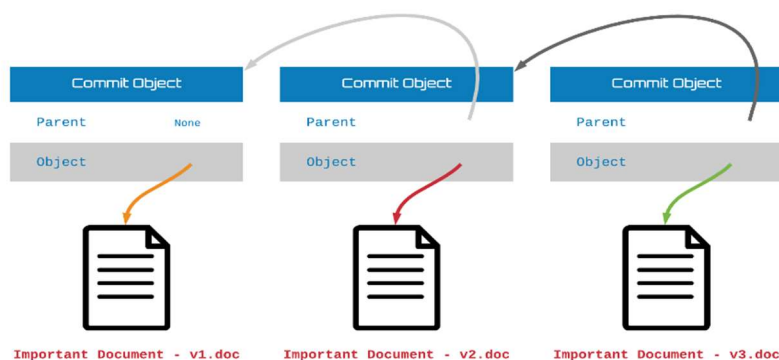 Commit Object Commit Object Commit Object
Parent None Parent Parent
Object Object Object
Important Document - v1.doc Important Document - v2.doc Important Document - v3.doc